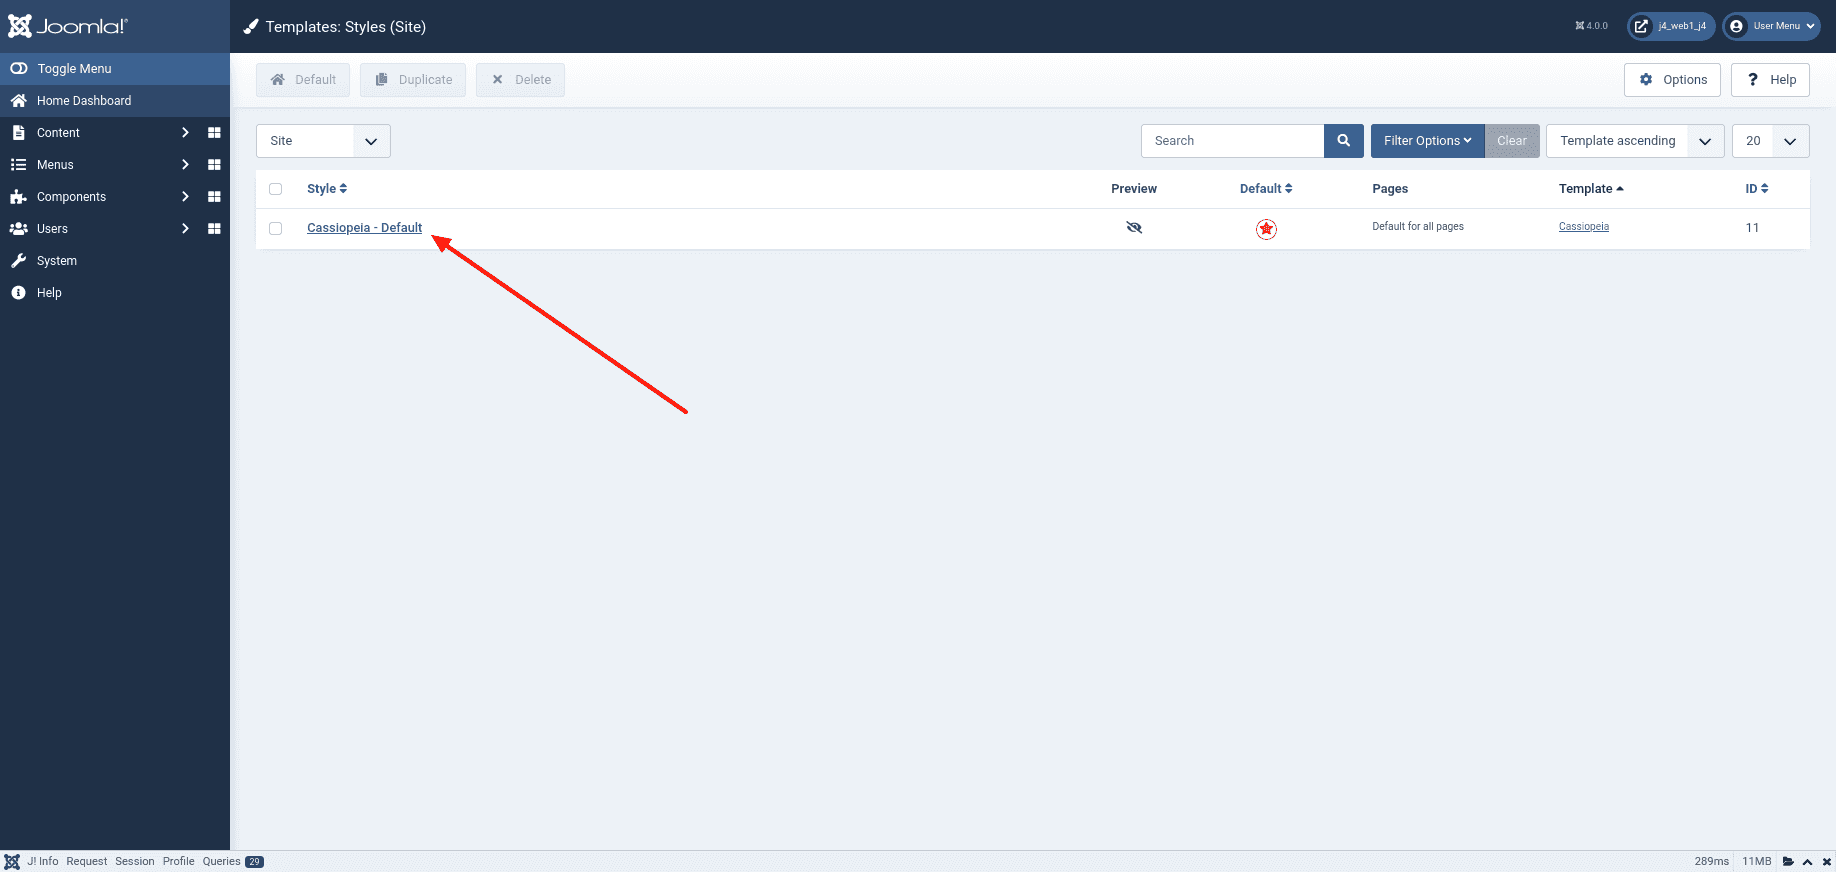 Joomla!
Templates: Styles (Site)
4.0.0
j4_web1_j4
User Menu
Toggle Menu
Home Dashboard
Content
Menus
Components
Users
System
Help
Default
Duplicate
Delete
Options
? Help
Site
Search
Filter Options
Clear
Template ascending
20
Style
Preview
Default
Pages
Template
ID
Cassiopeia - Default
Default for all pages
Cassiopeia
11
J! Info
Request
Session
Profile
Queries 29
289ms
11MB